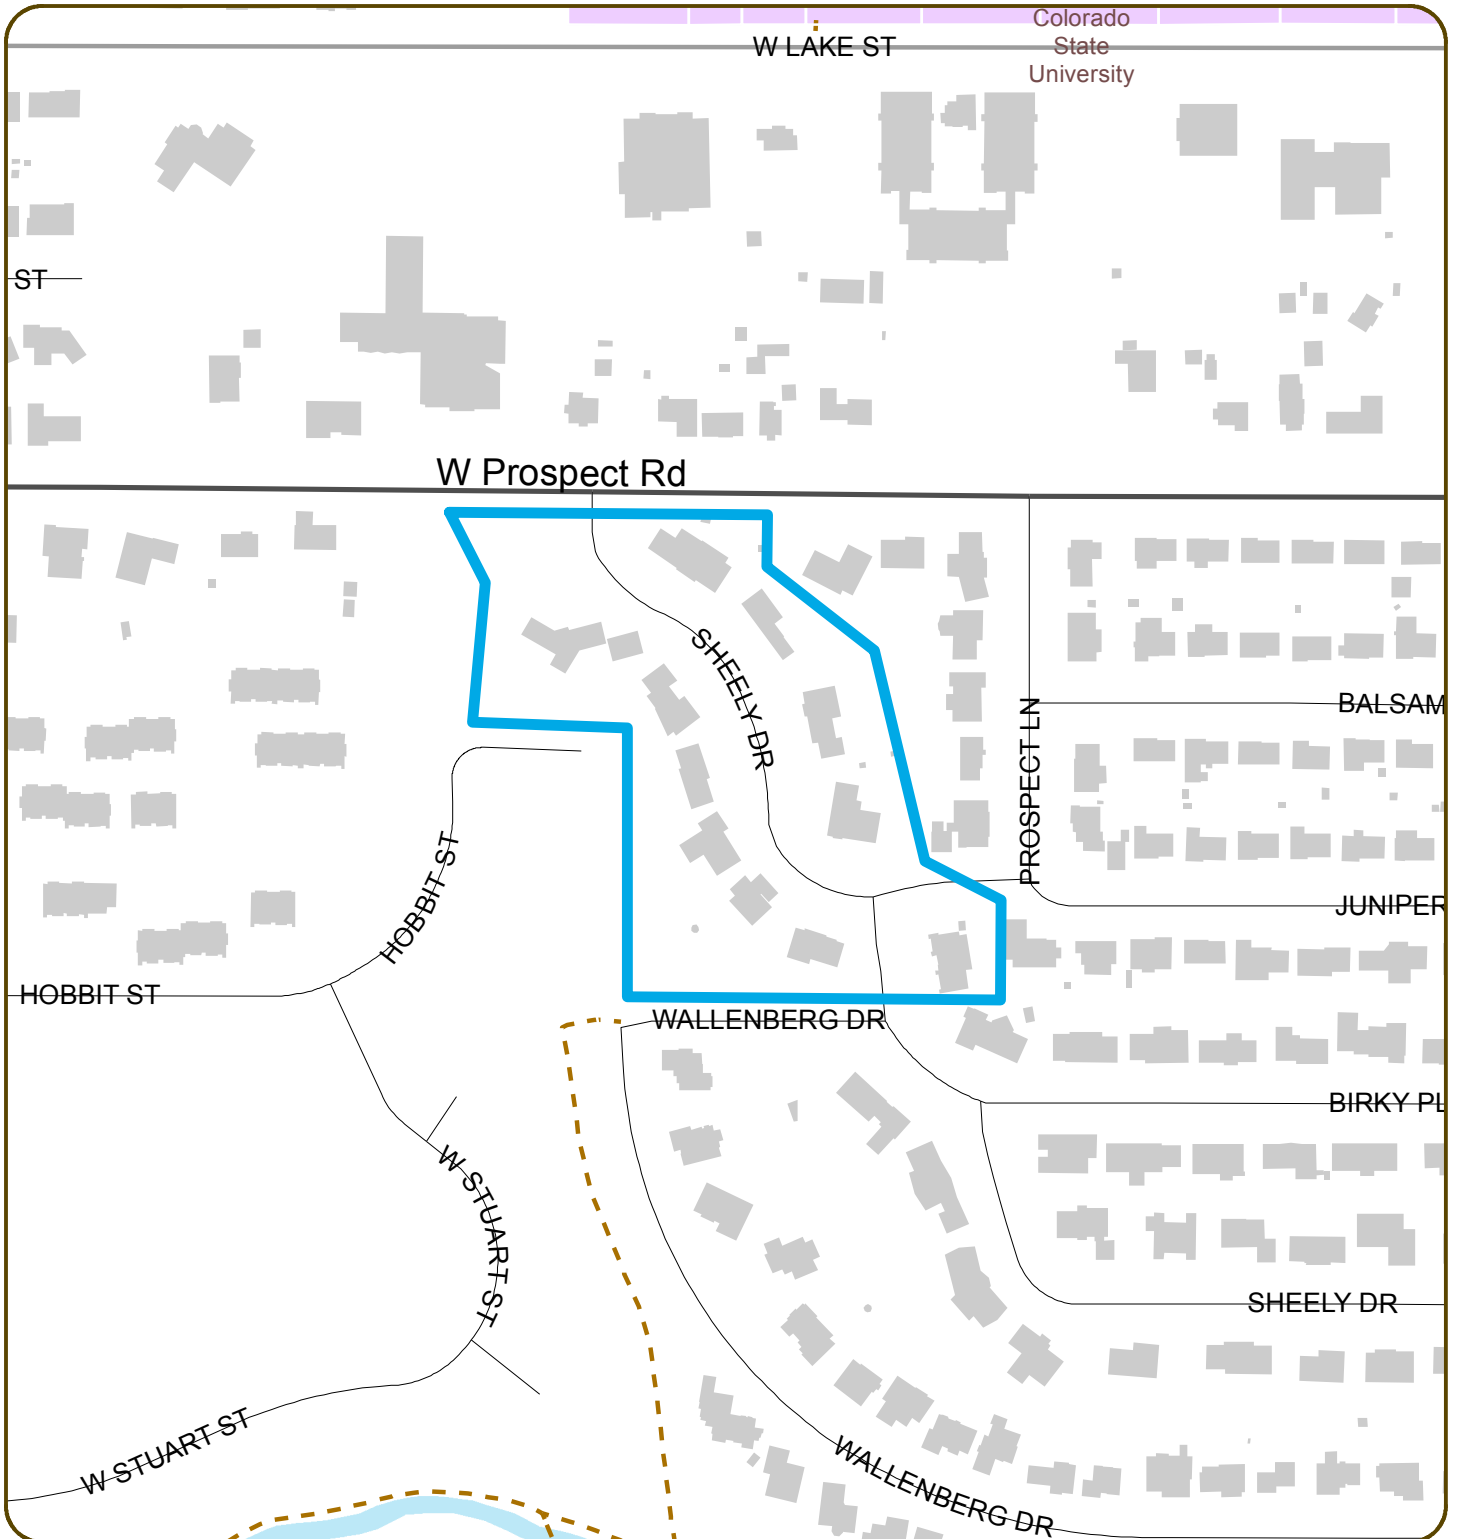 Colorado
State
University
W LAKE ST
ST
W Prospect Rd
SHEELY DR
PROSPECT LN
BALSAM
HOBBIT ST
JUNIPER
HOBBIT ST
WALLENBERG DR
BIRKY PL
W STUART ST
SHEELY DR
W STUART ST
WALLENBERG DR